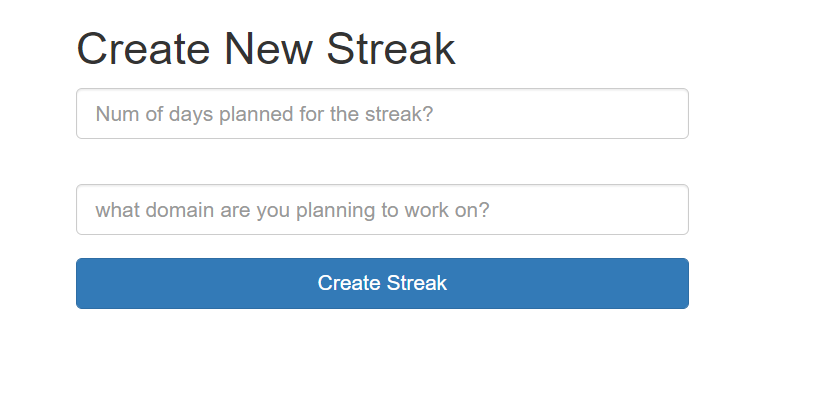 Create New Streak
Num of days planned for the streak?
what domain are you planning to work on?
Create Streak